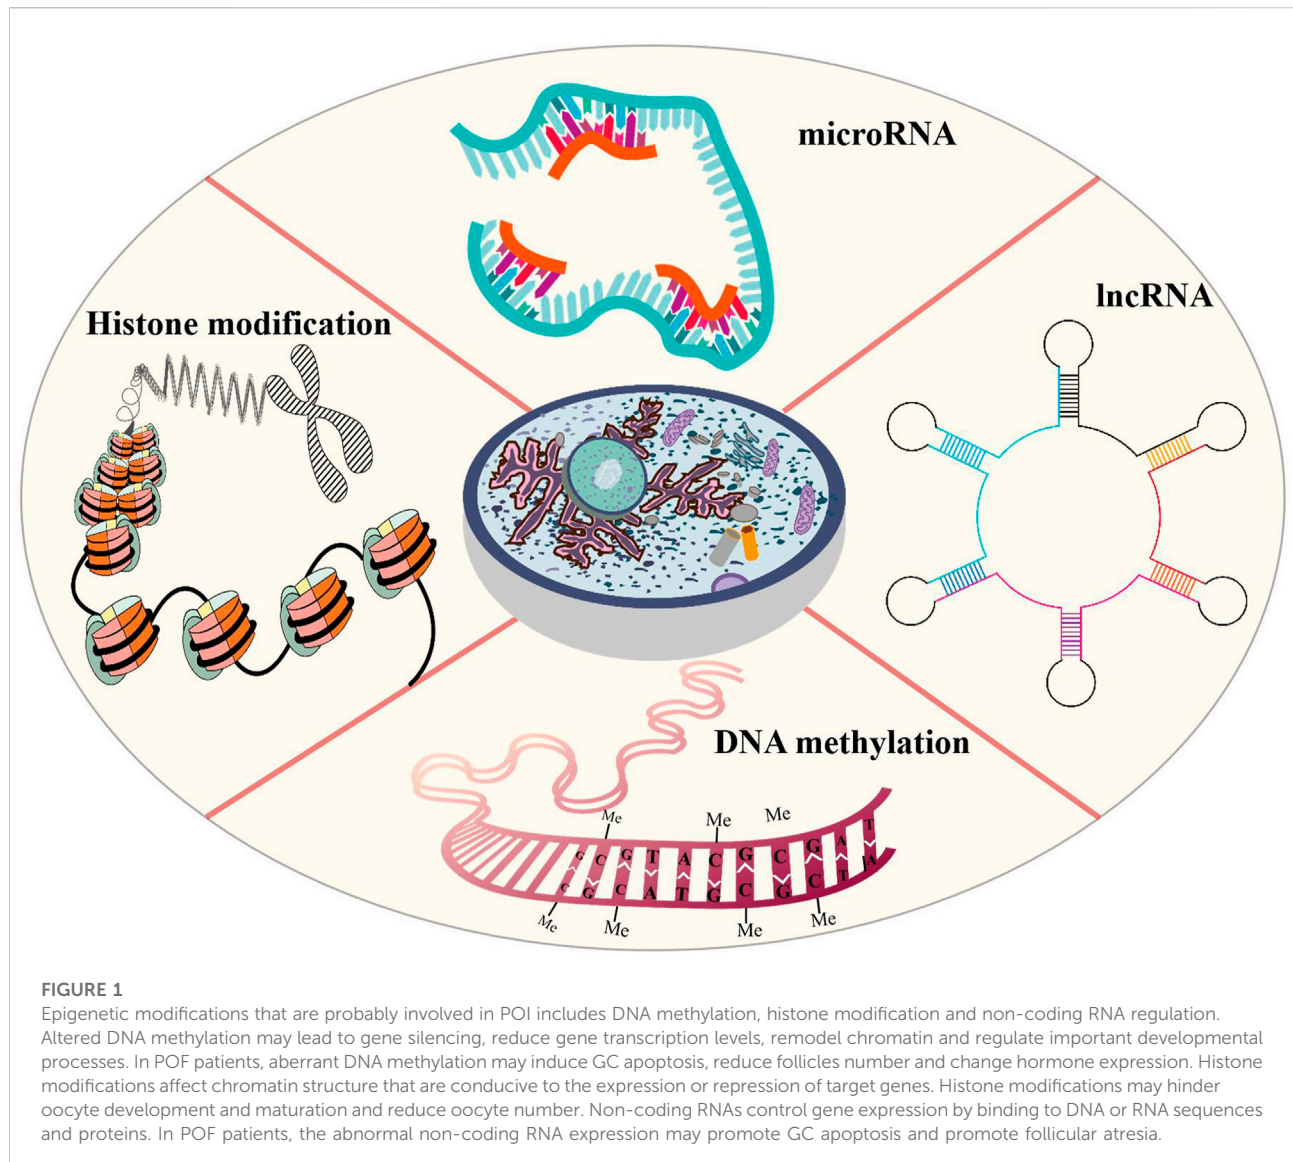 microRNA
lncRNA
Histone modification
DNA methylation
Me Me Me
G C G T A C G C G A T
G G C A T G C G C T A
Me Me Me Me
FIGURE 1
Epigenetic modifications that are probably involved in POI includes DNA methylation, histone modification and non-coding RNA regulation.
Altered DNA methylation may lead to gene silencing, reduce gene transcription levels, remodel chromatin and regulate important developmental
processes. In POF patients, aberrant DNA methylation may induce GC apoptosis, reduce follicles number and change hormone expression. Histone
modifications affect chromatin structure that are conducive to the expression or repression of target genes. Histone modifications may hinder
oocyte development and maturation and reduce oocyte number. Non-coding RNAs control gene expression by binding to DNA or RNA sequences
and proteins. In POF patients, the abnormal non-coding RNA expression may promote GC apoptosis and promote follicular atresia.